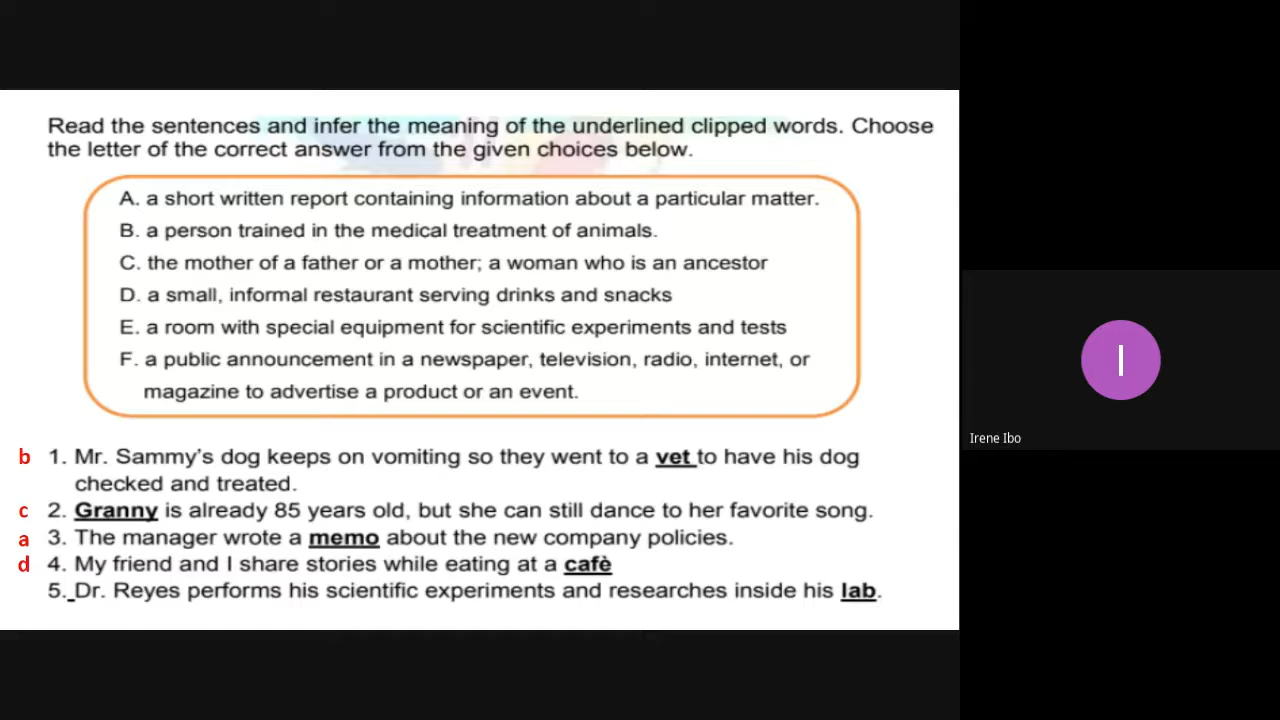 Read the sentences and infer the meaning of the underlined clipped words. Choose
the letter of the correct answer from the given choices below.
A. a short written report containing information about a particular matter.
B. a person trained in the medical treatment of animals.
C. the mother of a father or a mother; a woman who is an ancestor
D. a small, informal restaurant serving drinks and snacks
E. a room with special equipment for scientific experiments and tests
F. a public announcement in a newspaper, television, radio, internet, or
magazine to advertise a product or an event.
b 1. Mr. Sammy’s dog keeps on vomiting so they went to a vet to have his dog
checked and treated.
c 2. Granny is already 85 years old, but she can still dance to her favorite song.
a 3. The manager wrote a memo about the new company policies.
d 4. My friend and I share stories while eating at a cafè
5. Dr. Reyes performs his scientific experiments and researches inside his lab.
I
Irene Ibo